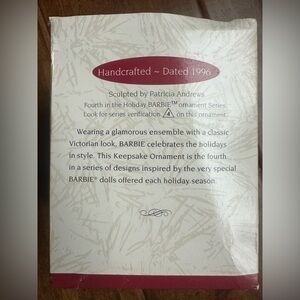 Handcrafted ~ Dated 1996
Sculpted by Patricia Andrews
Fourth in the Holiday BARBIE™ ornament Series.
Look for series verification 4 on this ornament.
Wearing a glamorous ensemble with a classic
Victorian look, BARBIE celebrates the holidays
in style. This Keepsake Ornament is the fourth
in a series of designs inspired by the very special
BARBIE® dolls offered each holiday season.